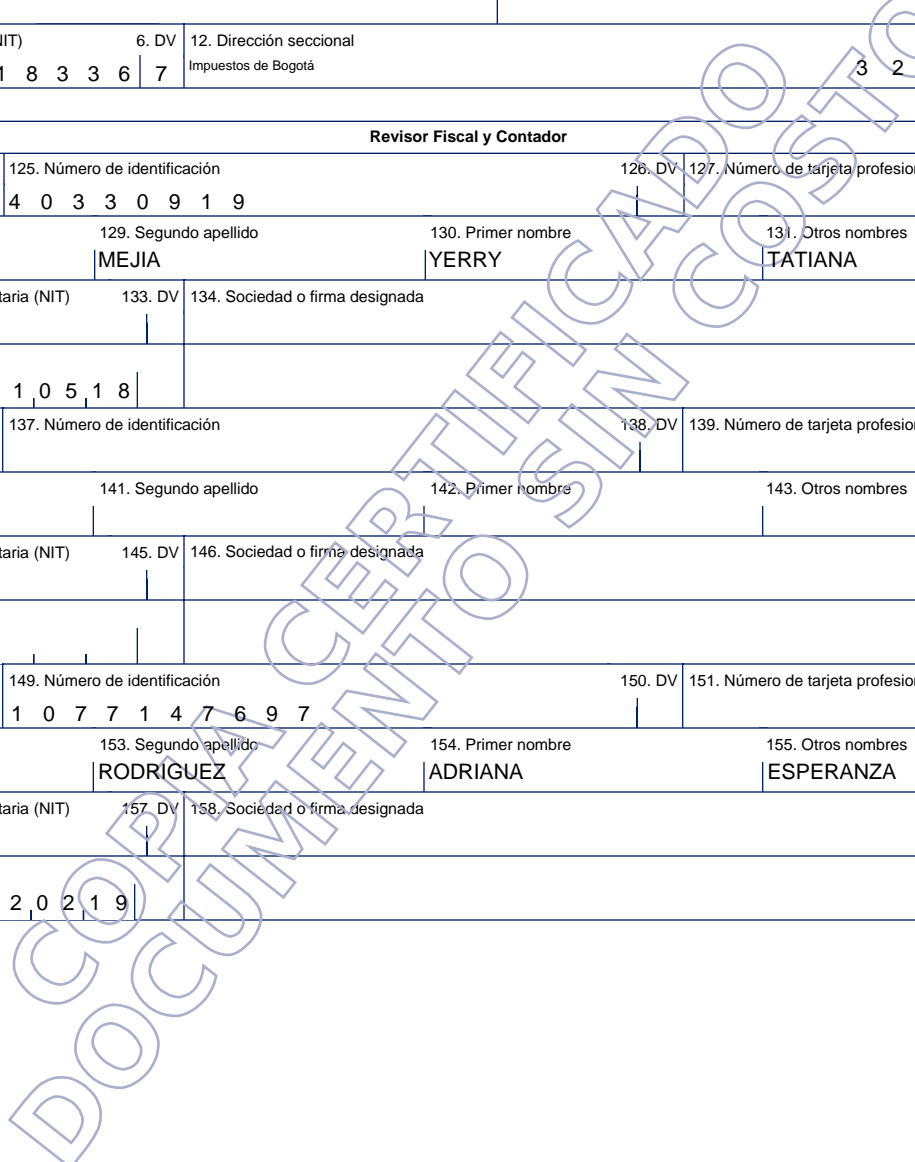 NIT) 6. DV 12. Dirección seccional
1 8 3 3 6 7 Impuestos de Bogotá 3 2
Revisor Fiscal y Contador
125. Número de identificación 126. DV 127. Número de tarjeta profesion
4 0 3 3 0 9 1 9
129. Segundo apellido 130. Primer nombre 131. Otros nombres
MEJIA YERRY TATIANA
taria (NIT) 133. DV 134. Sociedad o firma designada
1 0 5 1 8
137. Número de identificación 138. DV 139. Número de tarjeta profesion
141. Segundo apellido 142. Primer nombre 143. Otros nombres
taria (NIT) 145. DV 146. Sociedad o firma designada
149. Número de identificación 150. DV 151. Número de tarjeta profesion
1 0 7 7 1 4 7 6 9 7
153. Segundo apellido 154. Primer nombre 155. Otros nombres
RODRIGUEZ ADRIANA ESPERANZA
taria (NIT) 157. DV 158. Sociedad o firma designada
2 0 2 1 9
COPIA CERTIFICADO
DOCUMENTO SIN COSTO